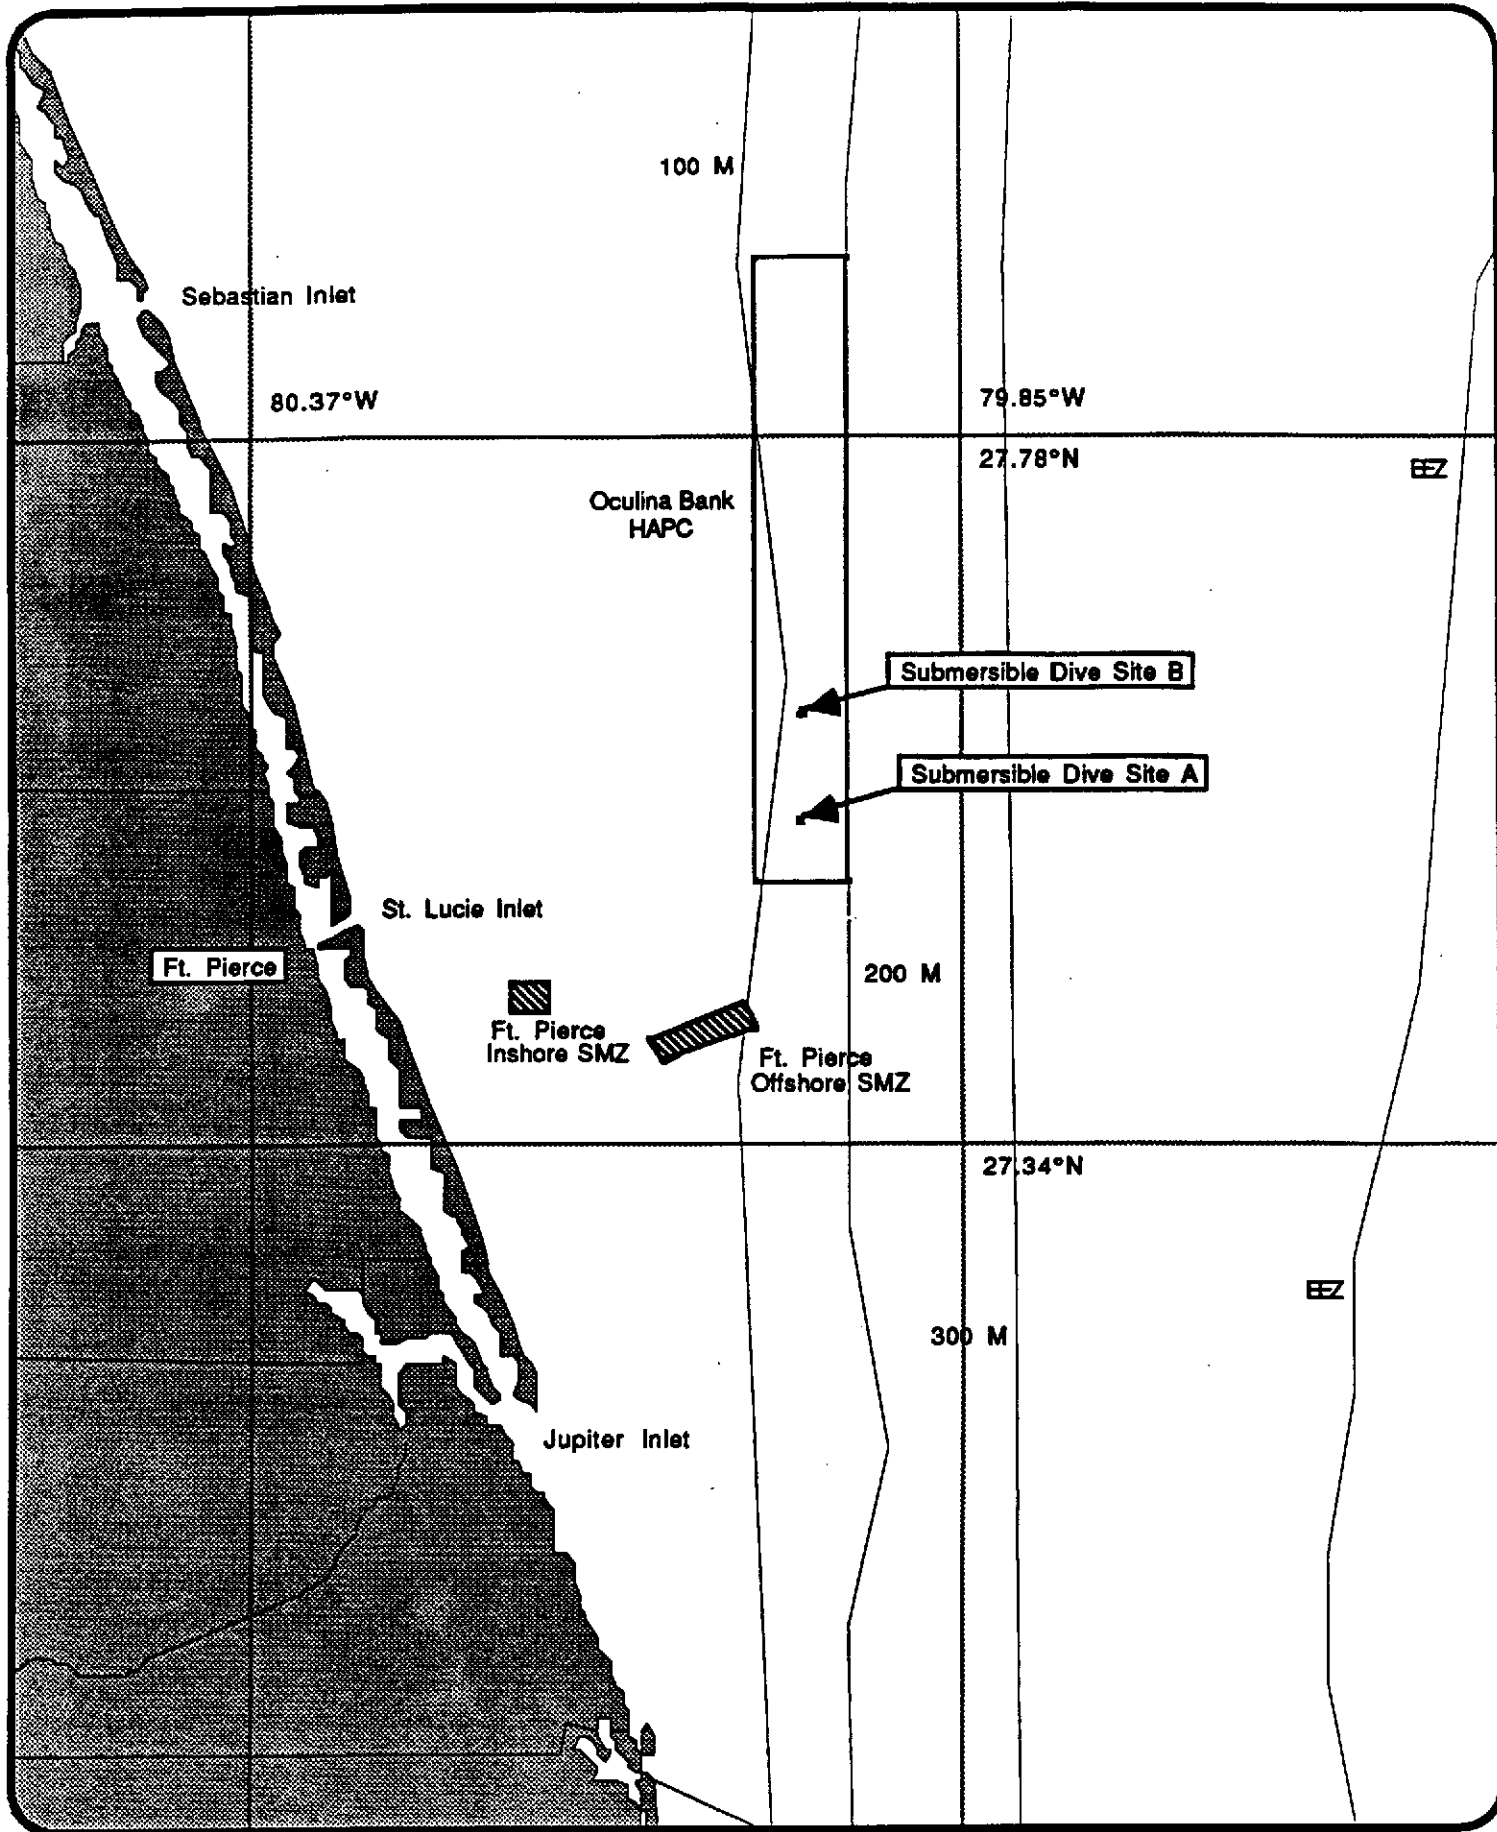 100 M
Sebastian Inlet
80.37°W
79.85°W
27.78°N
EEZ
Oculina Bank
HAPC
Submersible Dive Site B
Submersible Dive Site A
St. Lucie Inlet
Ft. Pierce
200 M
Ft. Pierce
Inshore SMZ
Ft. Pierce
Offshore SMZ
27.34°N
EEZ
300 M
Jupiter Inlet